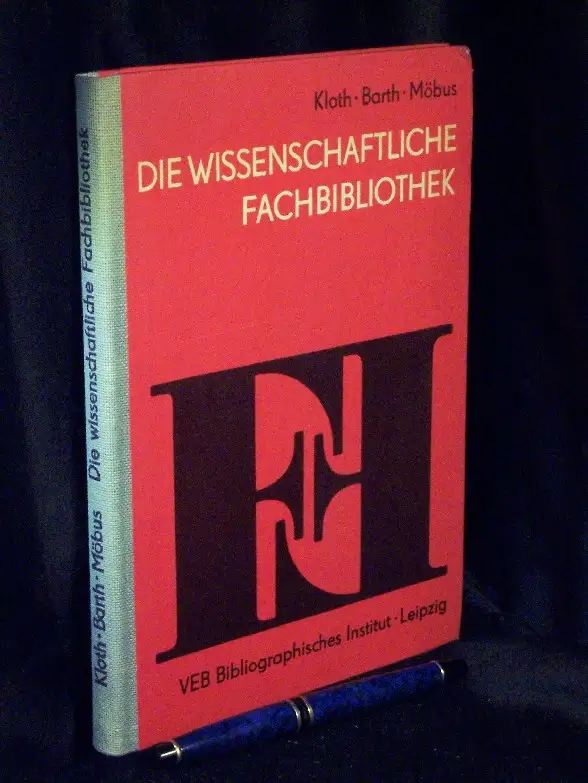 Kloth · Barth · Möbus
DIE WISSENSCHAFTLICHE
FACHBIBLIOTHEK
VEB Bibliographisches Institut · Leipzig
Kloth · Barth · Möbus Die wissenschaftliche Fachbibliothek